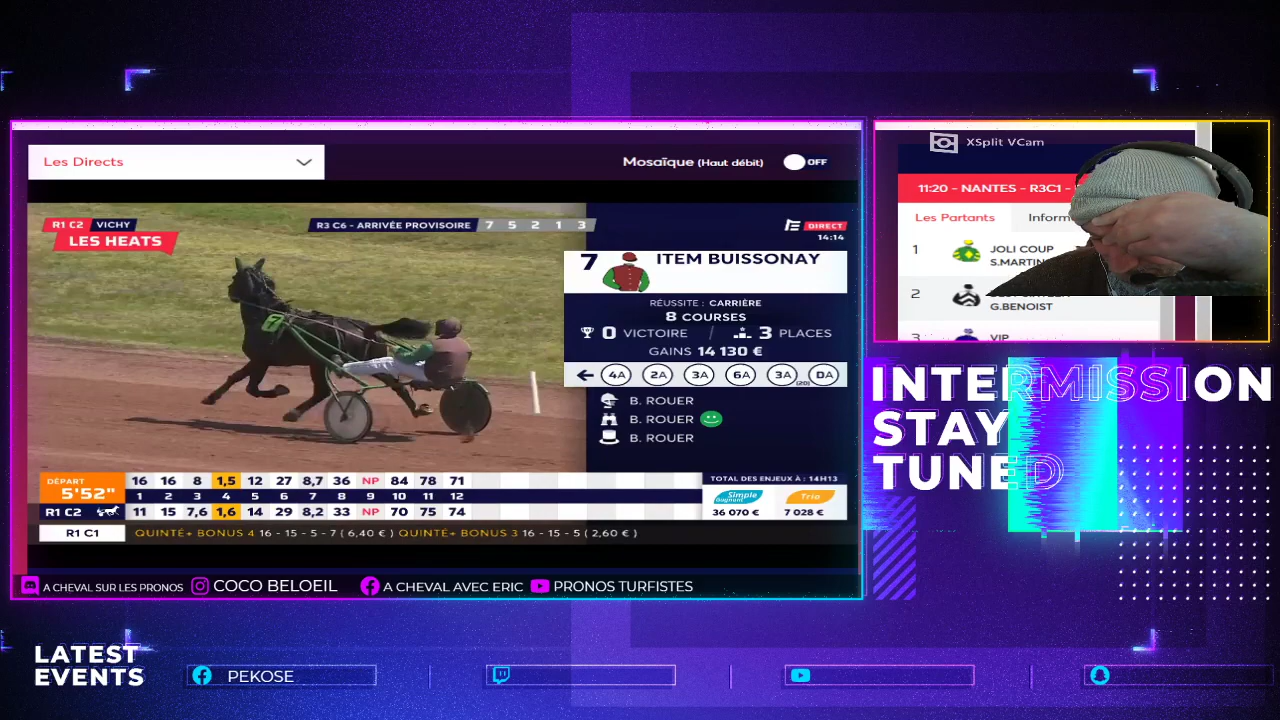 Les Directs
Mosaïque (Haut débit)
OFF
R1 C2 VICHY
LES HEATS
R3 C6 - ARRIVÉE PROVISOIRE 7 5 2 1 3
DIRECT
14:14
7 ITEM BUISSONAY
RÉUSSITE : CARRIÈRE
8 COURSES
0 VICTOIRE / 3 PLACES
GAINS 14 130 €
4A 2A 3A 6A 3A (20) DA
B. ROUER
B. ROUER
B. ROUER
7
DÉPART
5'52"
16 16 8 1,5 12 27 8,7 36 NP 84 78 71
1 2 3 4 5 6 7 8 9 10 11 12
R1 C2 11 15 7,6 1,6 14 29 8,2 33 NP 70 75 74
TOTAL DES ENJEUX À : 14H13
Simple Gagnant
Trio
36 070 €
7 028 €
R1 C1 QUINTÉ+ BONUS 4 16 - 15 - 5 - 7 ( 6,40 € ) QUINTÉ+ BONUS 3 16 - 15 - 5 ( 2,60 € )
A CHEVAL SUR LES PRONOS COCO BELOEIL A CHEVAL AVEC ERIC PRONOS TURFISTES
XSplit VCam
11:20 - NANTES - R3C1 -
Les Partants
Inform
1 JOLI COUP
S.MARTIN
2
G.BENOIST
3 VIP
INTERMISSION
STAY
TUNED
LATEST
EVENTS
PEKOSE